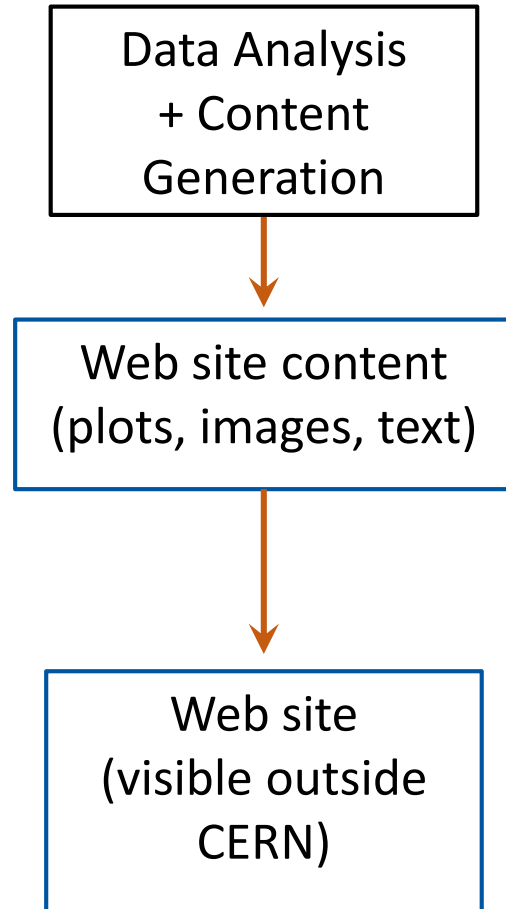 Data Analysis
+ Content
Generation
Web site content
(plots, images, text)
Web site
(visible outside
CERN)